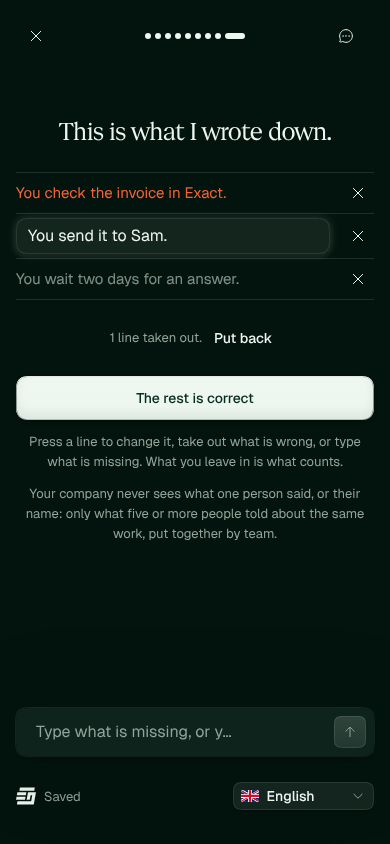 This is what I wrote down.
You check the invoice in Exact.
You send it to Sam.
You wait two days for an answer.
1 line taken out. Put back
The rest is correct
Press a line to change it, take out what is wrong, or type
what is missing. What you leave in is what counts.
Your company never sees what one person said, or their
name: only what five or more people told about the same
work, put together by team.
Type what is missing, or y...
Saved
English